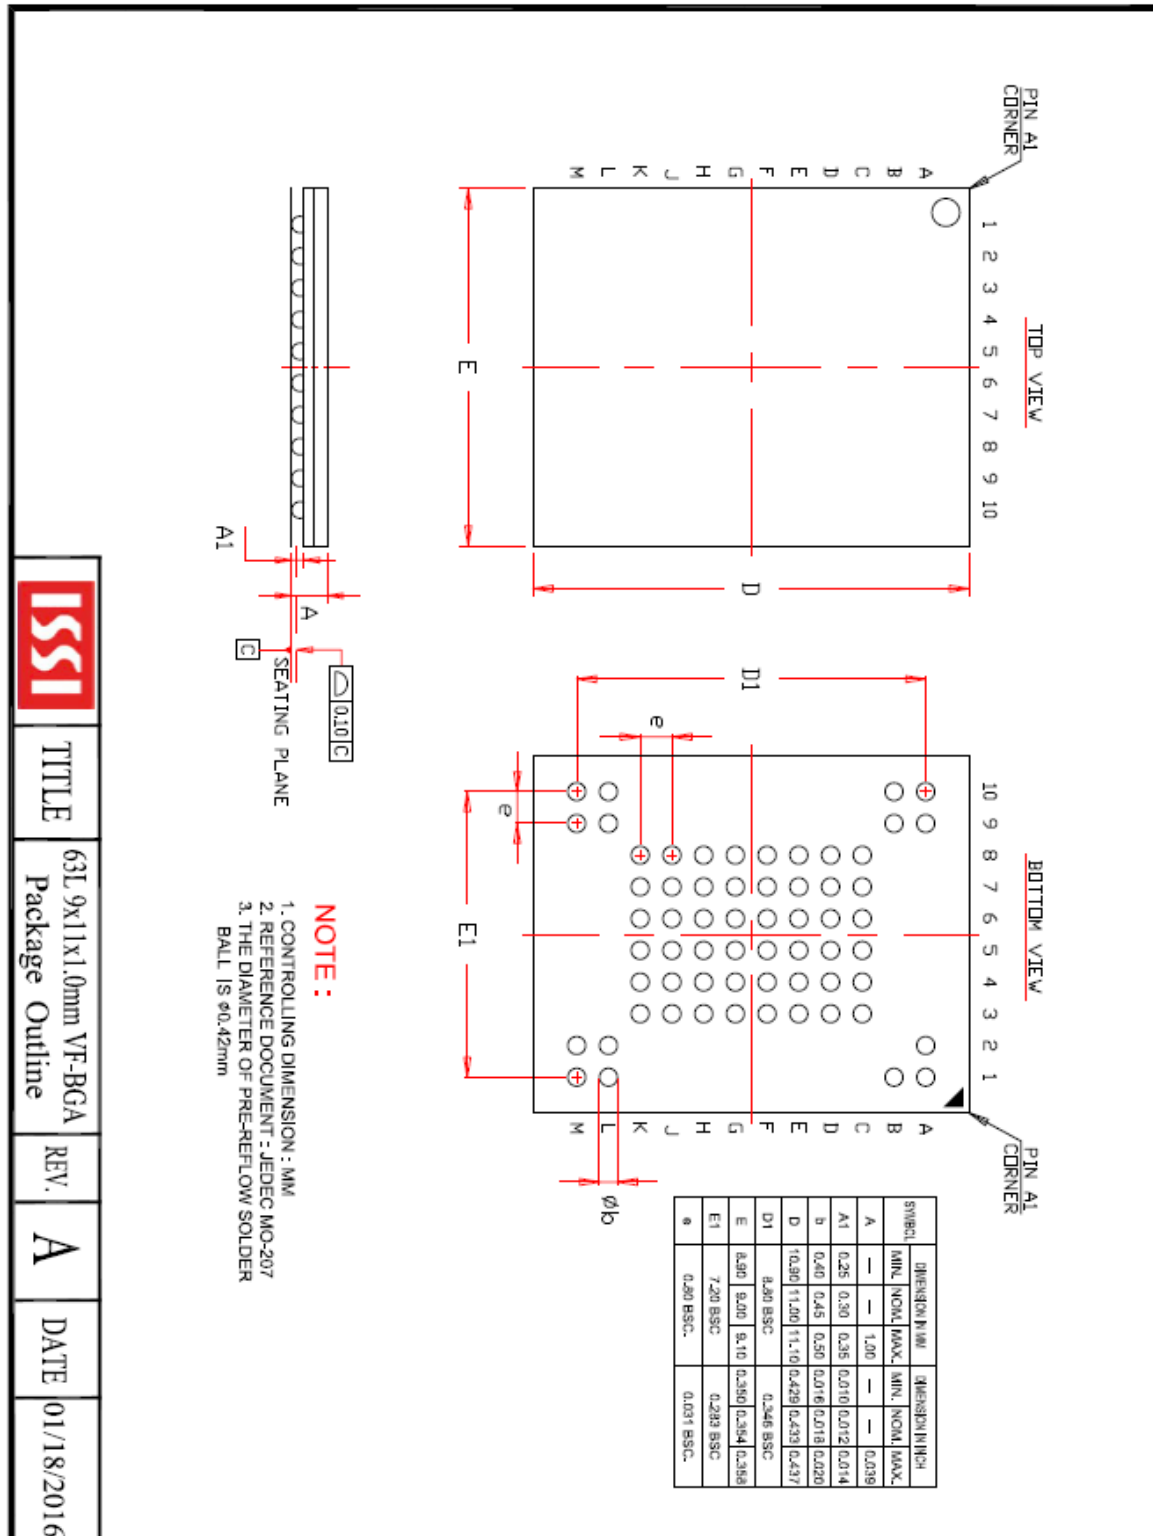 PIN A1
CORNER
TOP VIEW
1 2 3 4 5 6 7 8 9 10
A
B
C
D
E
F
G
H
J
K
L
M
D
E
A1
A
C
0.10 C
SEATING PLANE
BOTTOM VIEW
PIN A1
CORNER
10 9 8 7 6 5 4 3 2 1
A
B
C
D
E
F
G
H
J
K
L
M
D1
e
e
E1
Øb
SYMBOL DIMENSION IN MM DIMENSION IN INCH
MIN. NOM. MAX. MIN. NOM. MAX.
A — — 1.00 — — 0.039
A1 0.25 0.30 0.35 0.010 0.012 0.014
b 0.40 0.45 0.50 0.016 0.018 0.020
D 10.90 11.00 11.10 0.429 0.433 0.437
D1 8.80 BSC 0.346 BSC
E 8.90 9.00 9.10 0.350 0.354 0.358
E1 7.20 BSC 0.283 BSC
e 0.80 BSC. 0.031 BSC.
NOTE :
1. CONTROLLING DIMENSION : MM
2. REFERENCE DOCUMENT : JEDEC MO-207
3. THE DIAMETER OF PRE-REFLOW SOLDER
BALL IS Ø0.42mm
ISSI
TITLE
63L 9x11x1.0mm VF-BGA
Package Outline
REV.
A
DATE
01/18/2016